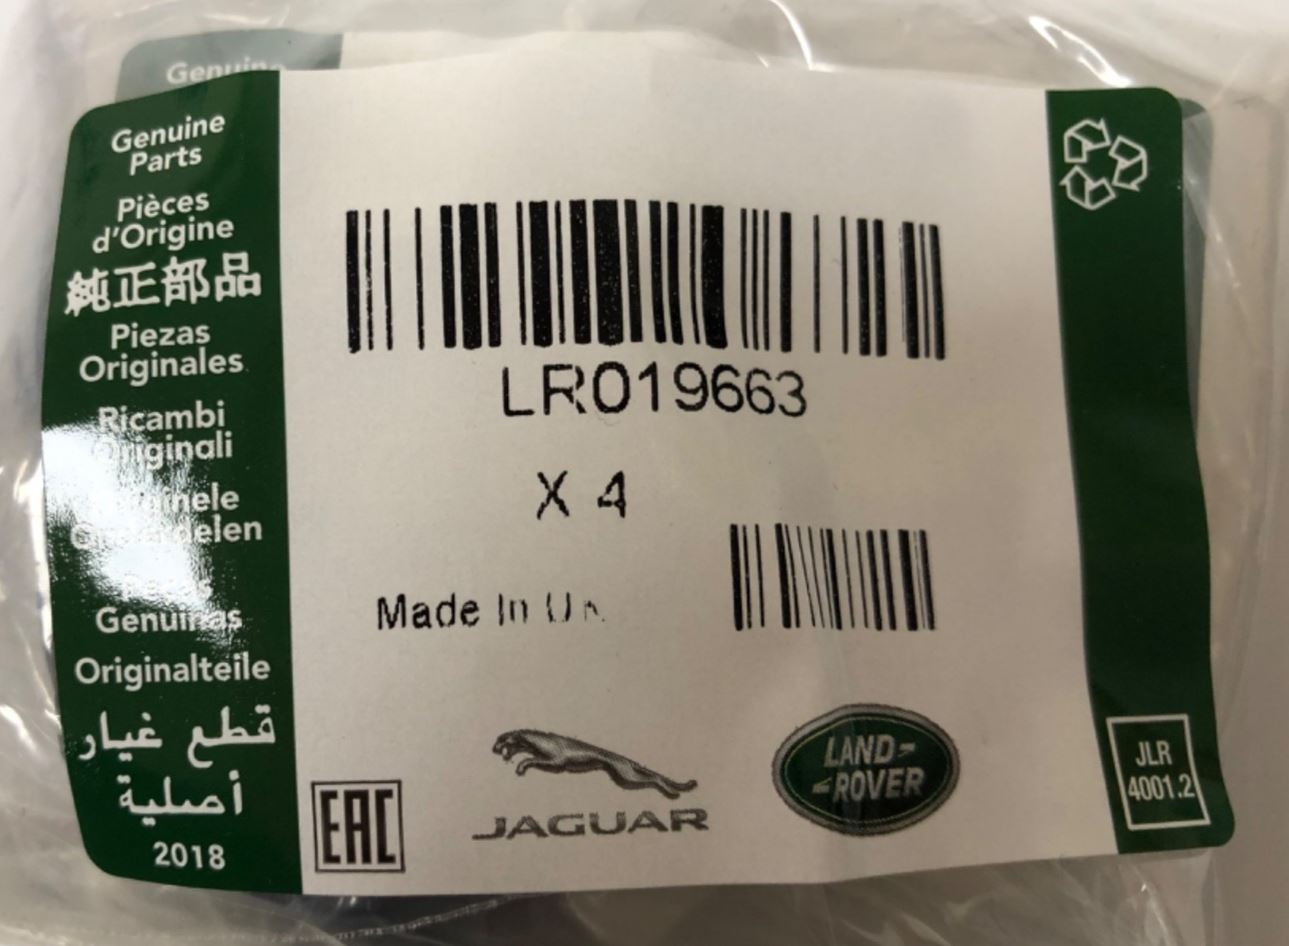 Genuine
Genuine
Parts
Pièces
d'Origine
純正部品
Piezas
Originales
Ricambi
Originali
Genuinas
Originalteile
قطع غيار
أصلية
2018
LR019663
X 4
Made In
EAC
JAGUAR
LAND-
ROVER
JLR
4001.2